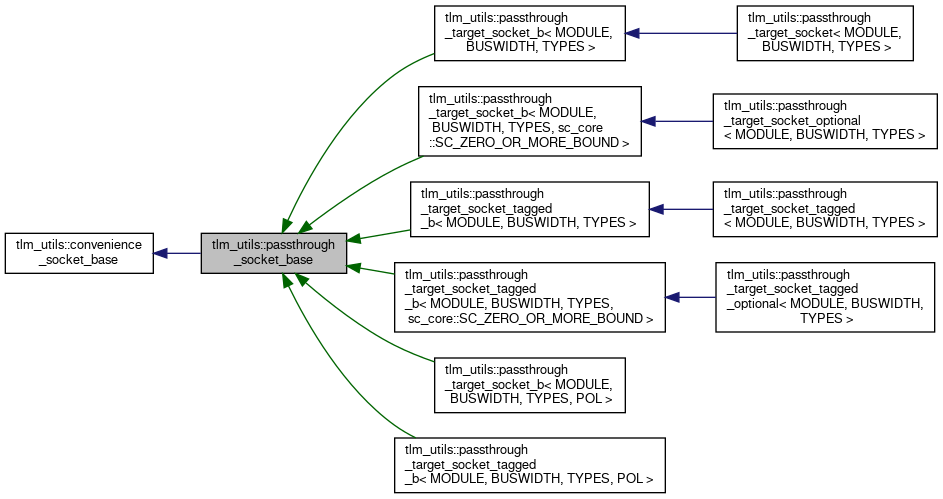 tlm_utils::convenience
_socket_base
tlm_utils::passthrough
_socket_base
tlm_utils::passthrough
_target_socket_b< MODULE,
BUSWIDTH, TYPES >
tlm_utils::passthrough
_target_socket< MODULE,
BUSWIDTH, TYPES >
tlm_utils::passthrough
_target_socket_b< MODULE,
BUSWIDTH, TYPES, sc_core
::SC_ZERO_OR_MORE_BOUND >
tlm_utils::passthrough
_target_socket_optional
< MODULE, BUSWIDTH, TYPES >
tlm_utils::passthrough
_target_socket_tagged
_b< MODULE, BUSWIDTH, TYPES >
tlm_utils::passthrough
_target_socket_tagged
< MODULE, BUSWIDTH, TYPES >
tlm_utils::passthrough
_target_socket_tagged
_b< MODULE, BUSWIDTH, TYPES,
sc_core::SC_ZERO_OR_MORE_BOUND >
tlm_utils::passthrough
_target_socket_tagged
_optional< MODULE, BUSWIDTH,
TYPES >
tlm_utils::passthrough
_target_socket_b< MODULE,
BUSWIDTH, TYPES, POL >
tlm_utils::passthrough
_target_socket_tagged
_b< MODULE, BUSWIDTH, TYPES, POL >